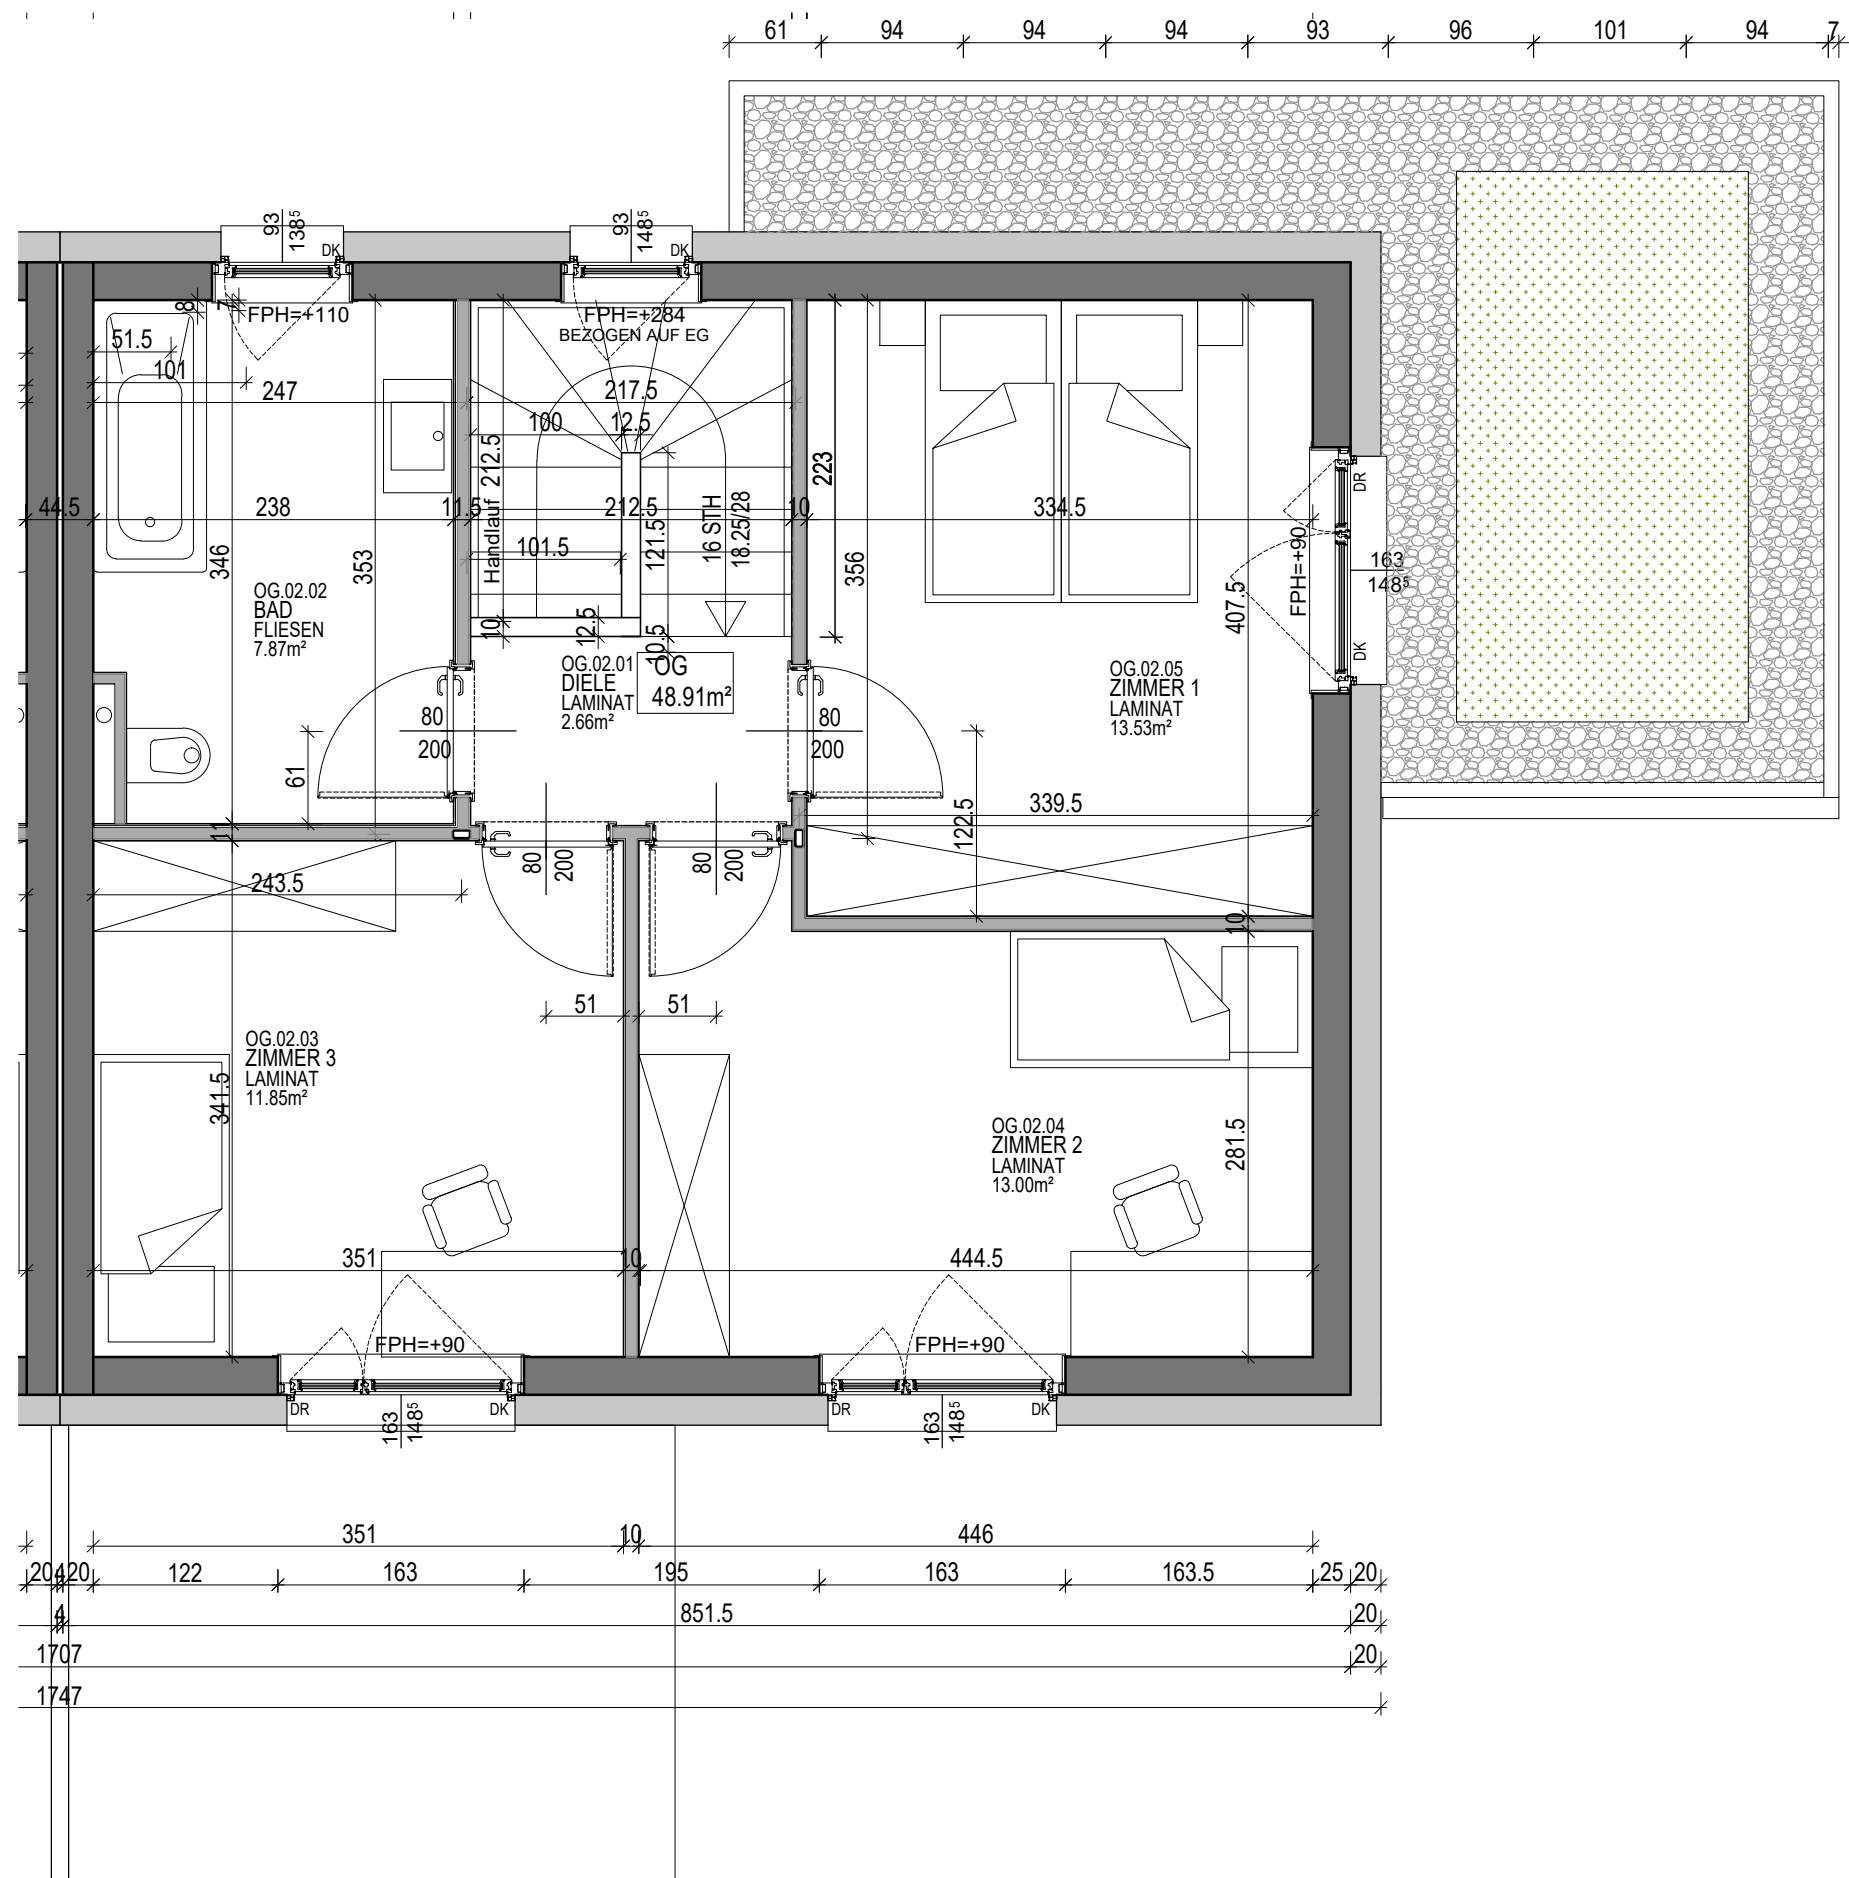 61 94 94 94 93 96 101 94 7
93
138⁵
DK
93
148⁵
DK
8
7
FPH=+110
FPH=+284
BEZOGEN AUF EG
51.5
101
247
217.5
100
12.5
Handlauf 212.5
223
44.5
238
11.5
212.5
10
334.5
DR
101.5
121.5
16 STH
18.25/28
346
353
356
FPH=+90
163
148⁵
407.5
DK
OG.02.02
BAD
FLIESEN
7.87m²
10
12.5
10.5
OG.02.01
DIELE
LAMINAT
2.66m²
OG
48.91m²
OG.02.05
ZIMMER 1
LAMINAT
13.53m²
80
200
80
200
61
122.5
339.5
11
80
200
80
200
243.5
10
51
51
OG.02.03
ZIMMER 3
LAMINAT
11.85m²
341.5
OG.02.04
ZIMMER 2
LAMINAT
13.00m²
281.5
351
10
444.5
FPH=+90
FPH=+90
DR
DK
163
148⁵
DR
DK
163
148⁵
351 10 446
20 4 20 122 163 195 163 163.5 25 20
4 851.5 20
1707 20
1747